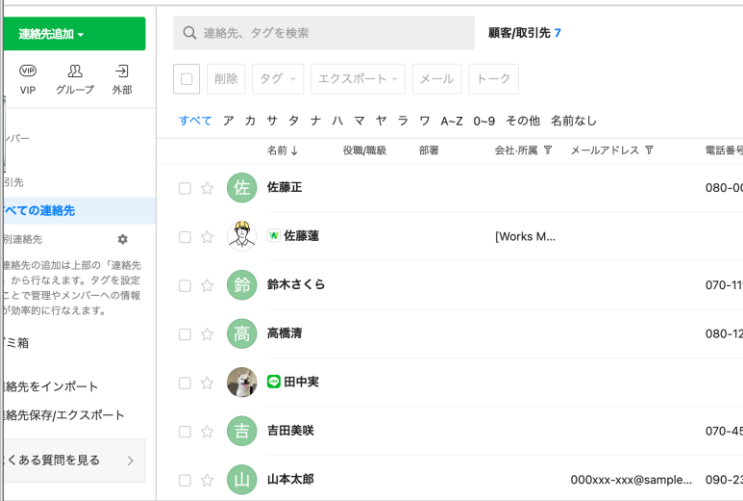 連絡先追加
連絡先、タグを検索
顧客/取引先 7
VIP
VIP グループ 外部
削除 タグ エクスポート メール トーク
すべて ア カ サ タ ナ ハ マ ヤ ラ ワ A~Z 0~9 その他 名前なし
ンバー
引先
べての連絡先
別連絡先
連絡先の追加は上部の「連絡先
」から行なえます。タグを設定
ことで管理やメンバーへの情報
が効率的に行なえます。
ミ箱
絡先をインポート
絡先保存/エクスポート
くある質問を見る
名前 ↓ 役職/職級 部署 会社·所属 メールアドレス 電話番号
佐 佐藤正 080-00
W 佐藤蓮 [Works M...
鈴 鈴木さくら 070-11
高 高橋清 080-12
田中実
吉 吉田美咲 070-45
山 山本太郎 000xxx-xxx@sample... 090-23